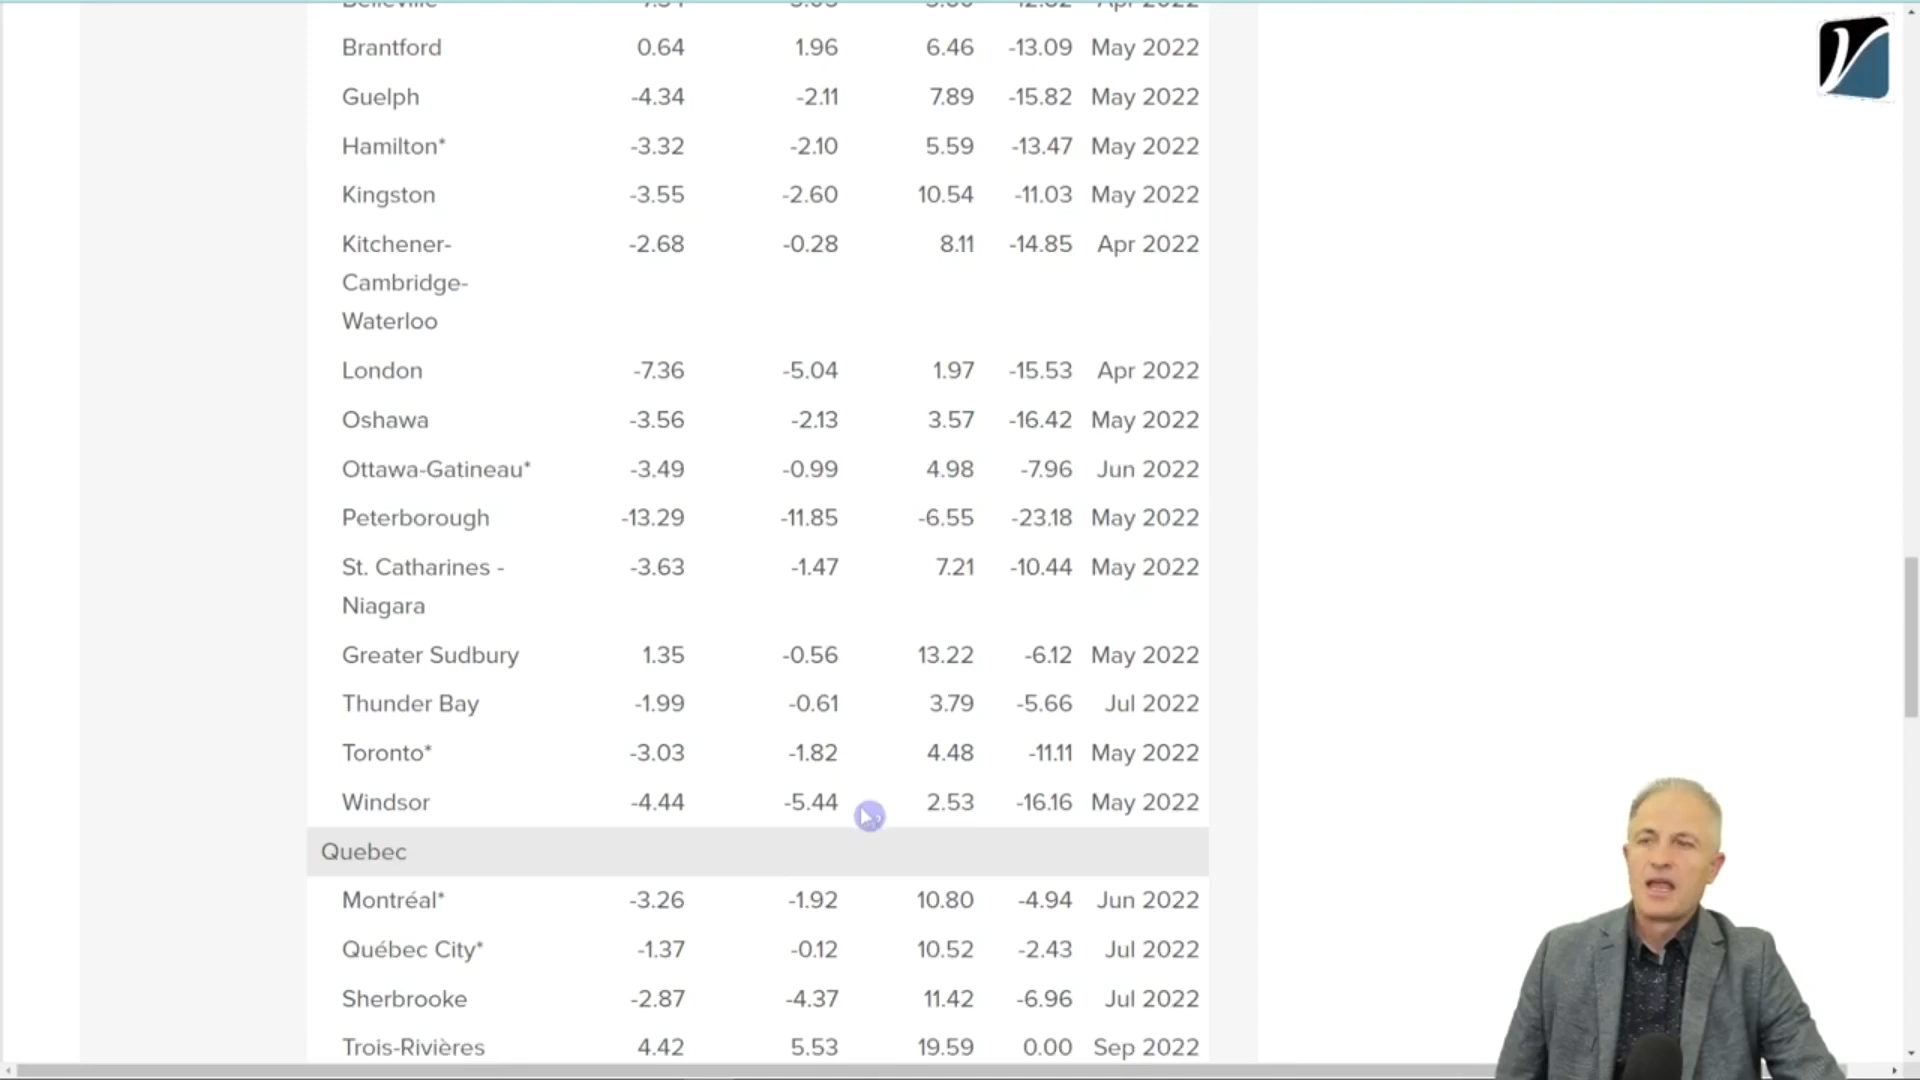 Brantford 0.64 1.96 6.46 -13.09 May 2022
Guelph -4.34 -2.11 7.89 -15.82 May 2022
Hamilton* -3.32 -2.10 5.59 -13.47 May 2022
Kingston -3.55 -2.60 10.54 -11.03 May 2022
Kitchener- -2.68 -0.28 8.11 -14.85 Apr 2022
Cambridge-
Waterloo
London -7.36 -5.04 1.97 -15.53 Apr 2022
Oshawa -3.56 -2.13 3.57 -16.42 May 2022
Ottawa-Gatineau* -3.49 -0.99 4.98 -7.96 Jun 2022
Peterborough -13.29 -11.85 -6.55 -23.18 May 2022
St. Catharines - -3.63 -1.47 7.21 -10.44 May 2022
Niagara
Greater Sudbury 1.35 -0.56 13.22 -6.12 May 2022
Thunder Bay -1.99 -0.61 3.79 -5.66 Jul 2022
Toronto* -3.03 -1.82 4.48 -11.11 May 2022
Windsor -4.44 -5.44 2.53 -16.16 May 2022
Quebec
Montréal* -3.26 -1.92 10.80 -4.94 Jun 2022
Québec City* -1.37 -0.12 10.52 -2.43 Jul 2022
Sherbrooke -2.87 -4.37 11.42 -6.96 Jul 2022
Trois-Rivières 4.42 5.53 19.59 0.00 Sep 2022